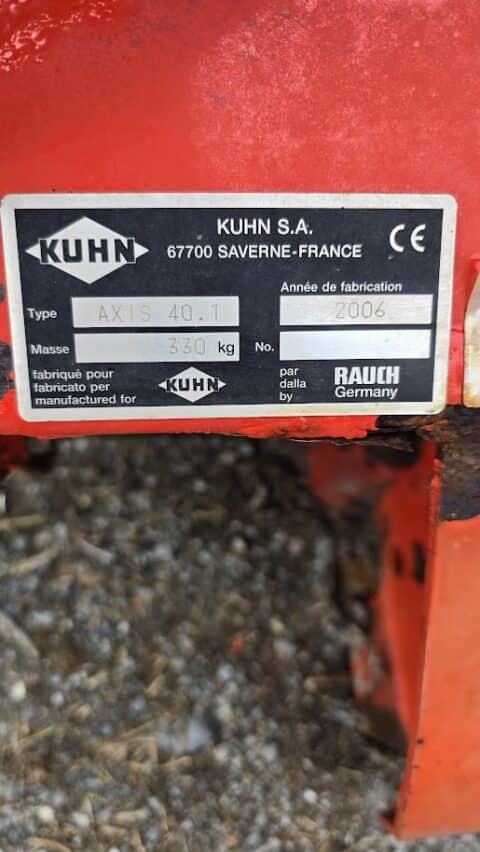 KUHN
KUHN S.A.
67700 SAVERNE-FRANCE
CE
Année de fabrication
Type AXIS 40.1 2006
Masse 330 kg No.
fabriqué pour
fabricato per
manufactured for
KUHN
par
dalla
by
RAUCH
Germany